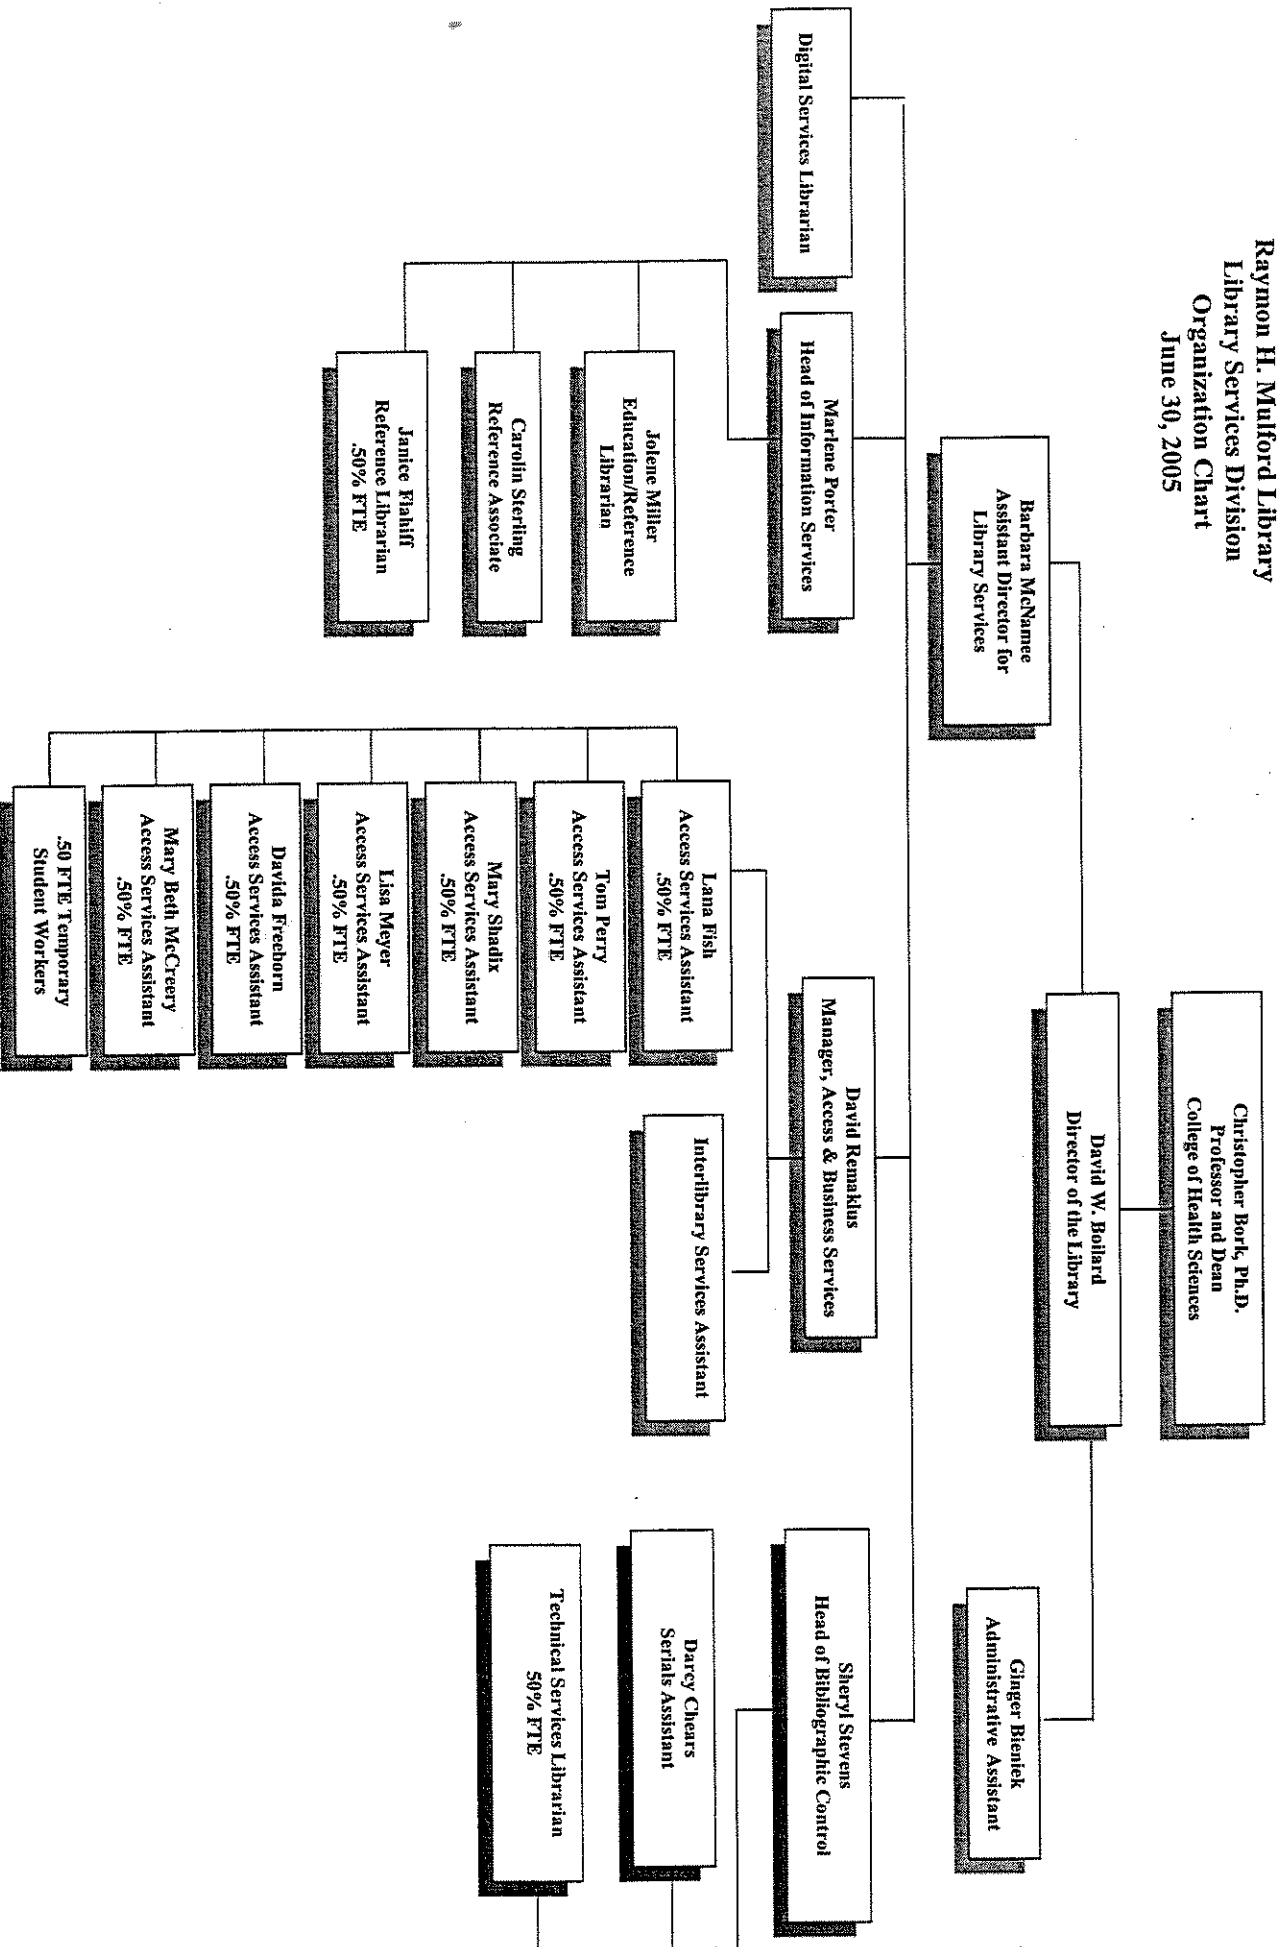 Raymon H. Mulford Library
Library Services Division
Organization Chart
June 30, 2005
Christopher Bork, Ph.D.
Professor and Dean
College of Health Sciences
David W. Boilard
Director of the Library
Barbara McNamee
Assistant Director for
Library Services
Ginger Bieniek
Administrative Assistant
Digital Services Librarian
Marlene Porter
Head of Information Services
David Remaklus
Manager, Access & Business Services
Sheryl Stevens
Head of Bibliographic Control
Jolene Miller
Education/Reference
Librarian
Carolin Sterling
Reference Associate
Janice Flahiff
Reference Librarian
.50% FTE
Lana Fish
Access Services Assistant
.50% FTE
Tom Perry
Access Services Assistant
.50% FTE
Mary Shadix
Access Services Assistant
.50% FTE
Lisa Meyer
Access Services Assistant
.50% FTE
Davida Freeborn
Access Services Assistant
.50% FTE
Mary Beth McCreery
Access Services Assistant
.50% FTE
.50 FTE Temporary
Student Workers
Interlibrary Services Assistant
Darcy Chears
Serials Assistant
Technical Services Librarian
50% FTE